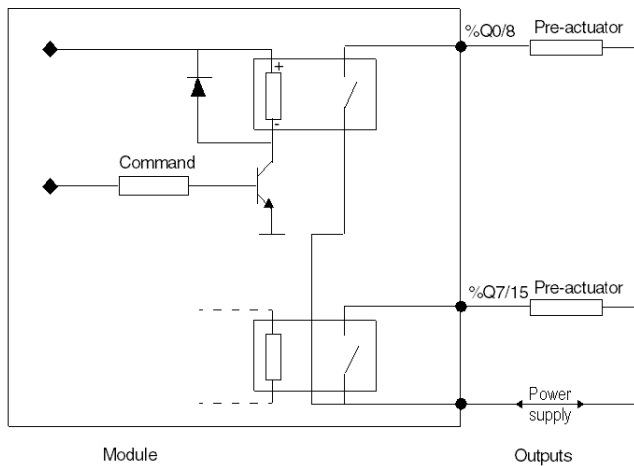 %Q0/8
Pre-actuator
+
-
Command
%Q7/15
Pre-actuator
Power
supply
Module
Outputs